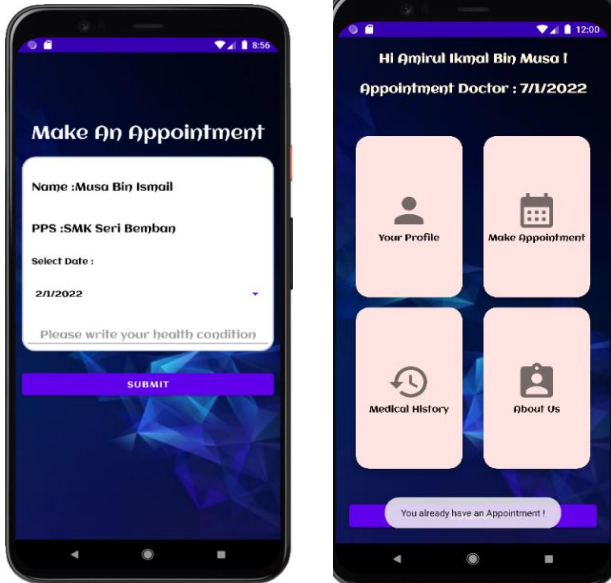 8:56
Make An Appointment
Name :Musa Bin Ismail
PPS :SMK Seri Bemban
Select Date :
2/1/2022
Please write your health condition
SUBMIT
12:00
Hi Amirul Ikmal Bin Musa !
Appointment Doctor : 7/1/2022
Your Profile
Make Appointment
Medical History
About Us
You already have an Appointment !